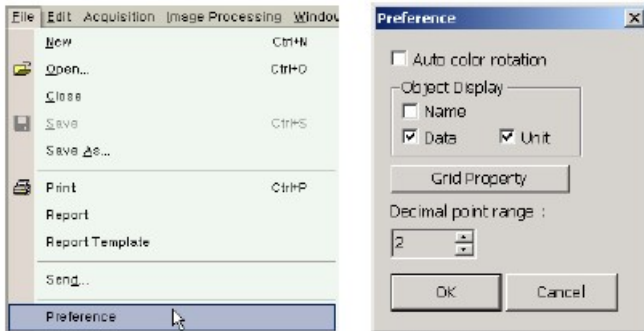 File Edit Acquisition Image Processing Window
New Ctrl+N
Open... Ctrl+O
Close
Save Ctrl+S
Save As...
Print Ctrl+P
Report
Report Template
Send...
Preference
Preference
Auto color rotation
Object Display
Name
Data Unit
Grid Property
Decimal point range :
2
OK Cancel